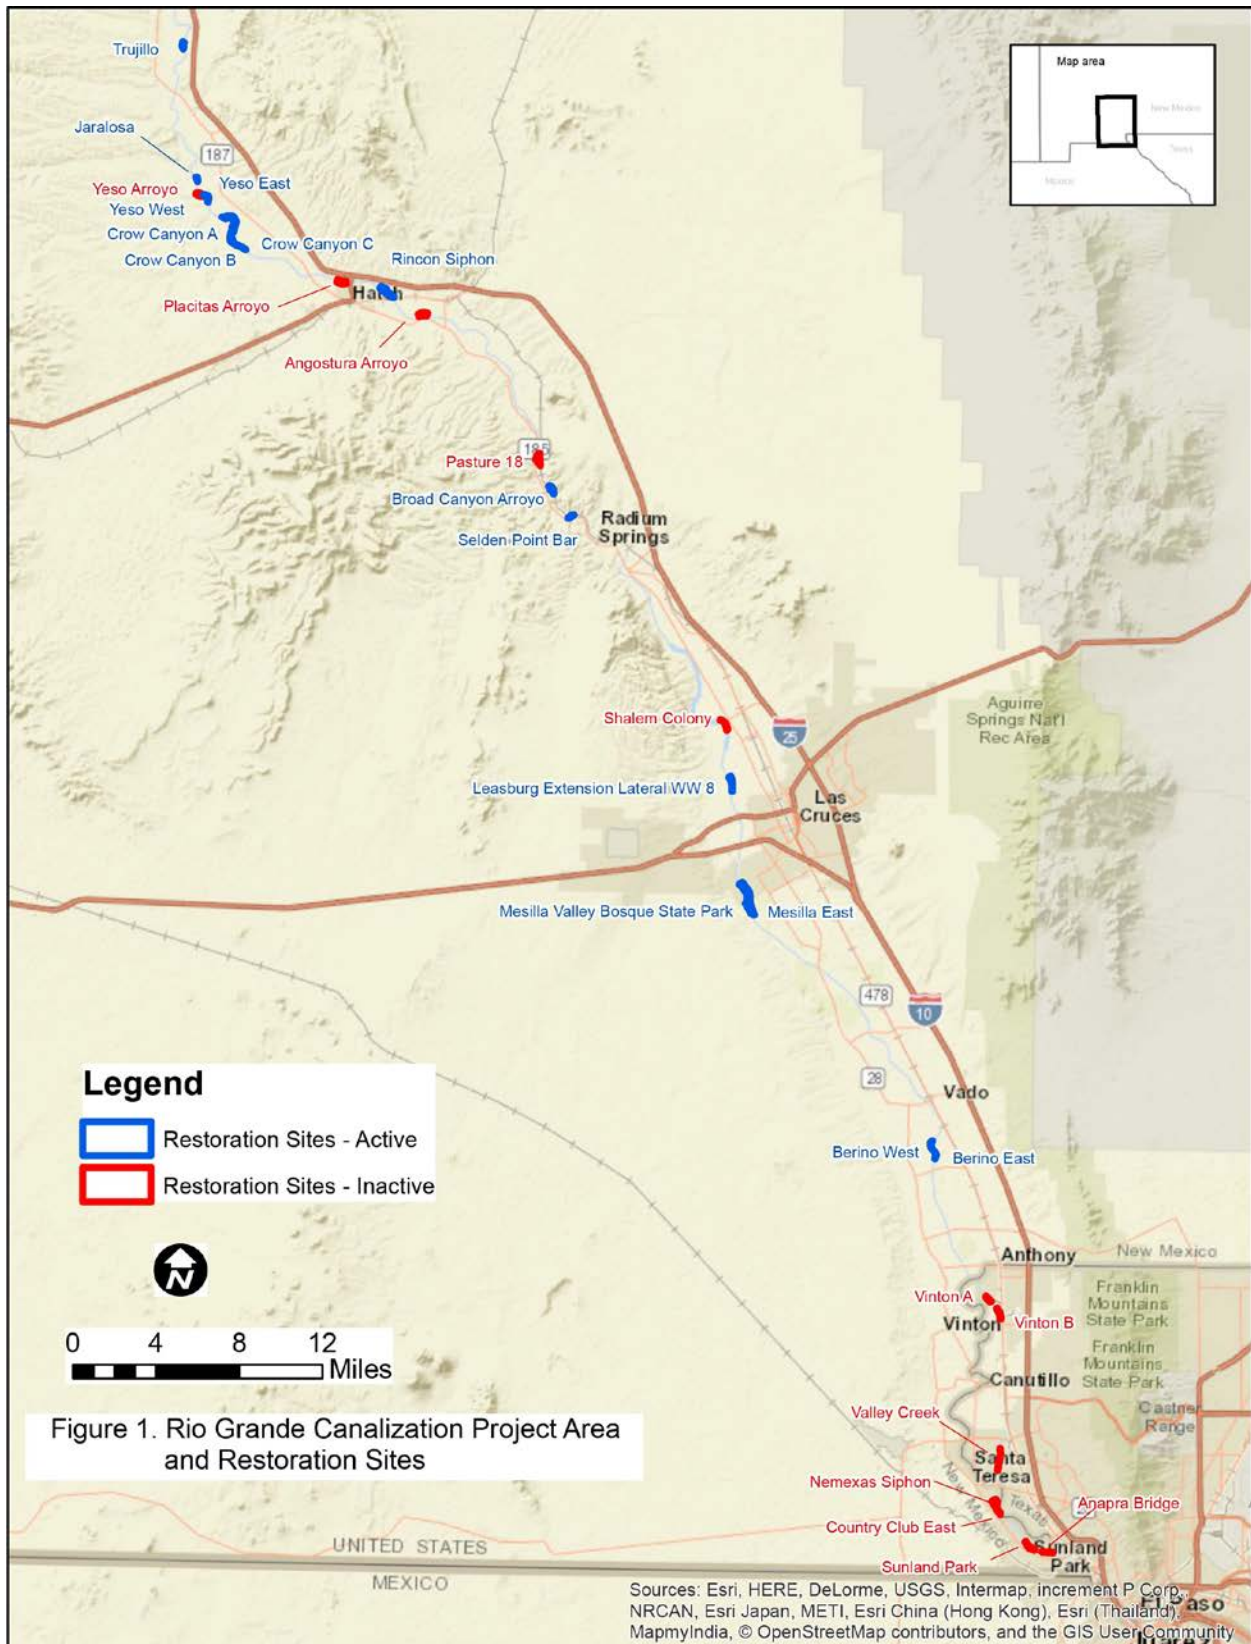 Trujillo
Map area
New Mexico
Texas
Mexico
Jaralosa
187
Yeso Arroyo
Yeso East
Yeso West
Crow Canyon A
Crow Canyon C
Crow Canyon B
Rincon Siphon
Placitas Arroyo
Hatch
Angostura Arroyo
185
Pasture 18
Broad Canyon Arroyo
Selden Point Bar
Radium
Springs
Shalem Colony
25
Aguirre
Springs Nat'l
Rec Area
Leasburg Extension Lateral WW 8
Las
Cruces
Mesilla Valley Bosque State Park
Mesilla East
478
10
28
Vado
Legend
Restoration Sites - Active
Restoration Sites - Inactive
Berino West
Berino East
N
Anthony
New Mexico
Vinton A
Vinton
Vinton B
Franklin
Mountains
State Park
Franklin
Mountains
State Park
0 4 8 12
Miles
Canutillo
Castner
Range
Valley Creek
Figure 1. Rio Grande Canalization Project Area
and Restoration Sites
Santa
Teresa
Nemexas Siphon
New Mexico
Texas
Anapra Bridge
Country Club East
Sunland Park
Sunland
Park
UNITED STATES
MEXICO
El Paso
Sources: Esri, HERE, DeLorme, USGS, Intermap, increment P Corp.,
NRCAN, Esri Japan, METI, Esri China (Hong Kong), Esri (Thailand),
MapmyIndia, © OpenStreetMap contributors, and the GIS User Community